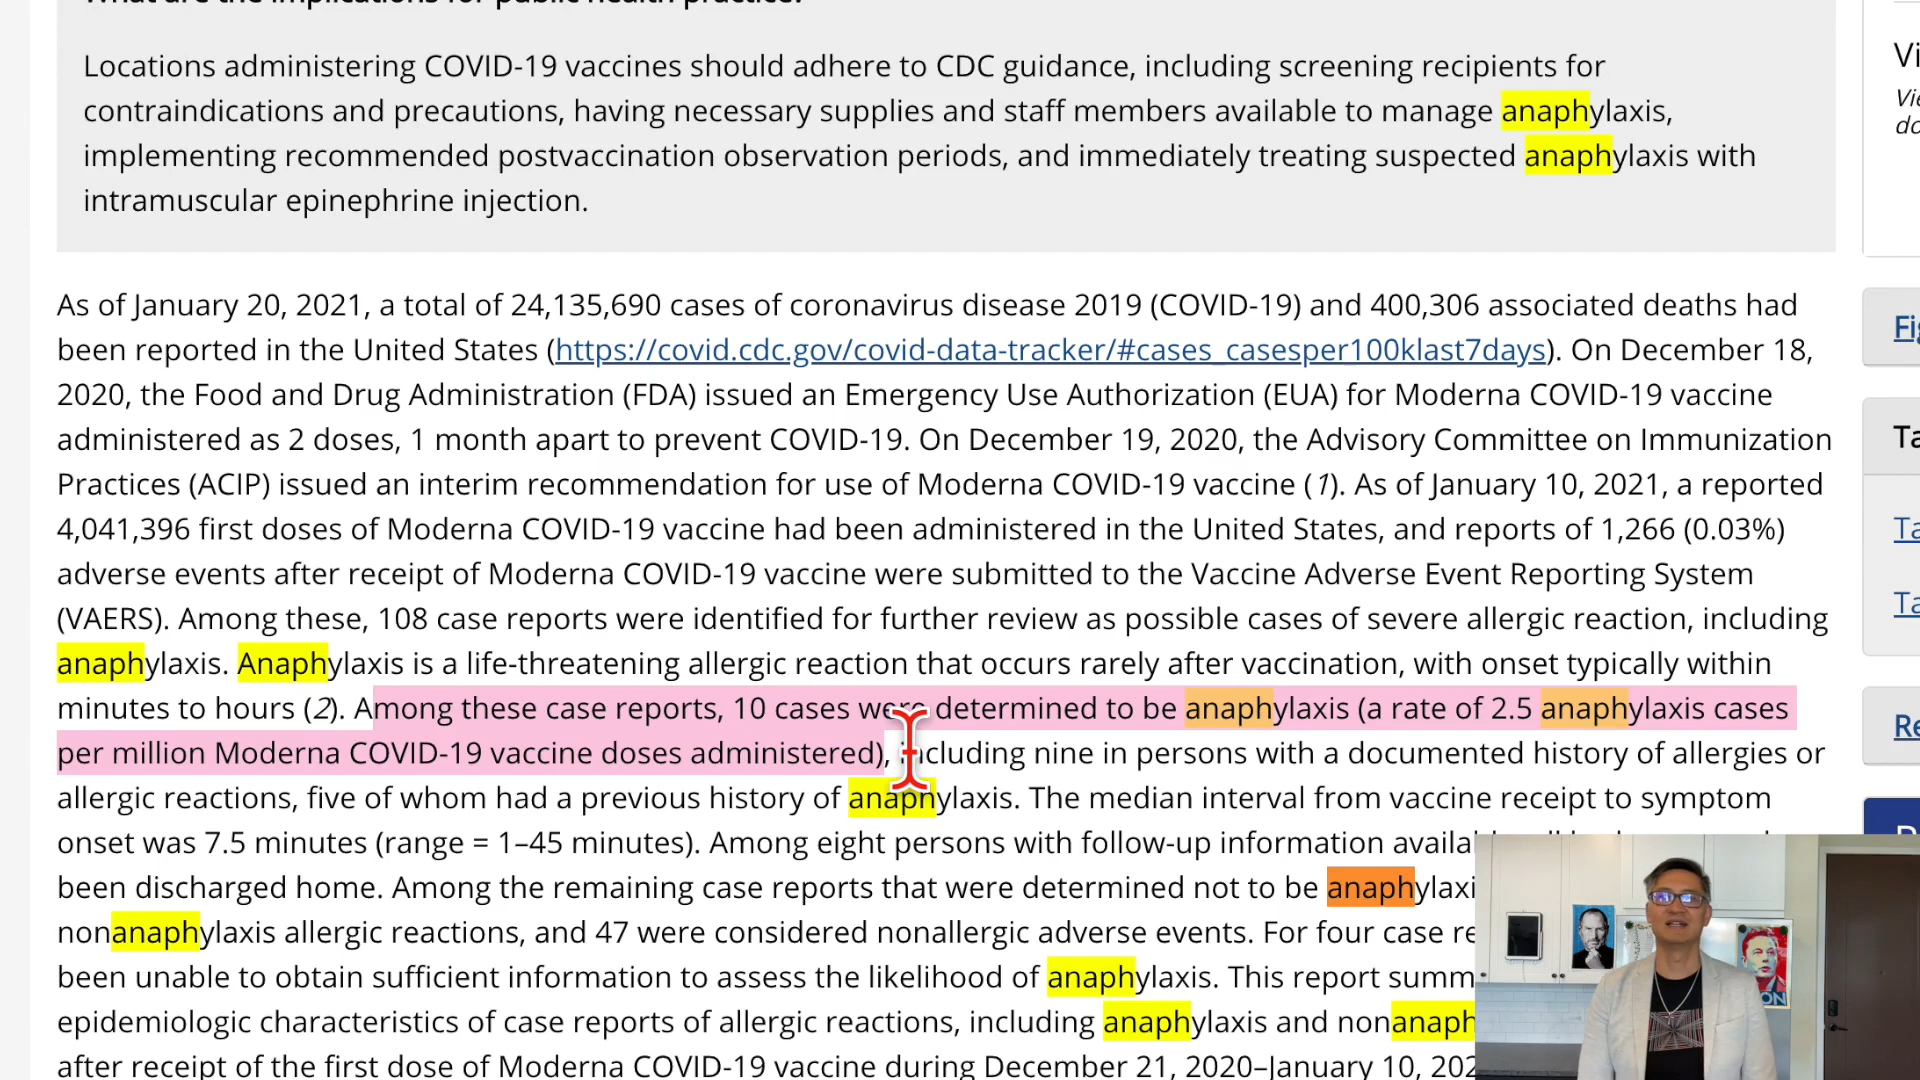 What are the implications for public health practice?
Locations administering COVID-19 vaccines should adhere to CDC guidance, including screening recipients for
contraindications and precautions, having necessary supplies and staff members available to manage anaphylaxis,
implementing recommended postvaccination observation periods, and immediately treating suspected anaphylaxis with
intramuscular epinephrine injection.
As of January 20, 2021, a total of 24,135,690 cases of coronavirus disease 2019 (COVID-19) and 400,306 associated deaths had
been reported in the United States (https://covid.cdc.gov/covid-data-tracker/#cases_casesper100klast7days). On December 18,
2020, the Food and Drug Administration (FDA) issued an Emergency Use Authorization (EUA) for Moderna COVID-19 vaccine
administered as 2 doses, 1 month apart to prevent COVID-19. On December 19, 2020, the Advisory Committee on Immunization
Practices (ACIP) issued an interim recommendation for use of Moderna COVID-19 vaccine (1). As of January 10, 2021, a reported
4,041,396 first doses of Moderna COVID-19 vaccine had been administered in the United States, and reports of 1,266 (0.03%)
adverse events after receipt of Moderna COVID-19 vaccine were submitted to the Vaccine Adverse Event Reporting System
(VAERS). Among these, 108 case reports were identified for further review as possible cases of severe allergic reaction, including
anaphylaxis. Anaphylaxis is a life-threatening allergic reaction that occurs rarely after vaccination, with onset typically within
minutes to hours (2). Among these case reports, 10 cases were determined to be anaphylaxis (a rate of 2.5 anaphylaxis cases
per million Moderna COVID-19 vaccine doses administered), including nine in persons with a documented history of allergies or
allergic reactions, five of whom had a previous history of anaphylaxis. The median interval from vaccine receipt to symptom
onset was 7.5 minutes (range = 1–45 minutes). Among eight persons with follow-up information availa
been discharged home. Among the remaining case reports that were determined not to be anaphylaxi
nonanaphylaxis allergic reactions, and 47 were considered nonallergic adverse events. For four case re
been unable to obtain sufficient information to assess the likelihood of anaphylaxis. This report summ
epidemiologic characteristics of case reports of allergic reactions, including anaphylaxis and nonanaph
after receipt of the first dose of Moderna COVID-19 vaccine during December 21, 2020–January 10, 202
Vi
Vie
do
Fig
Ta
Ta
Ta
Re
ON